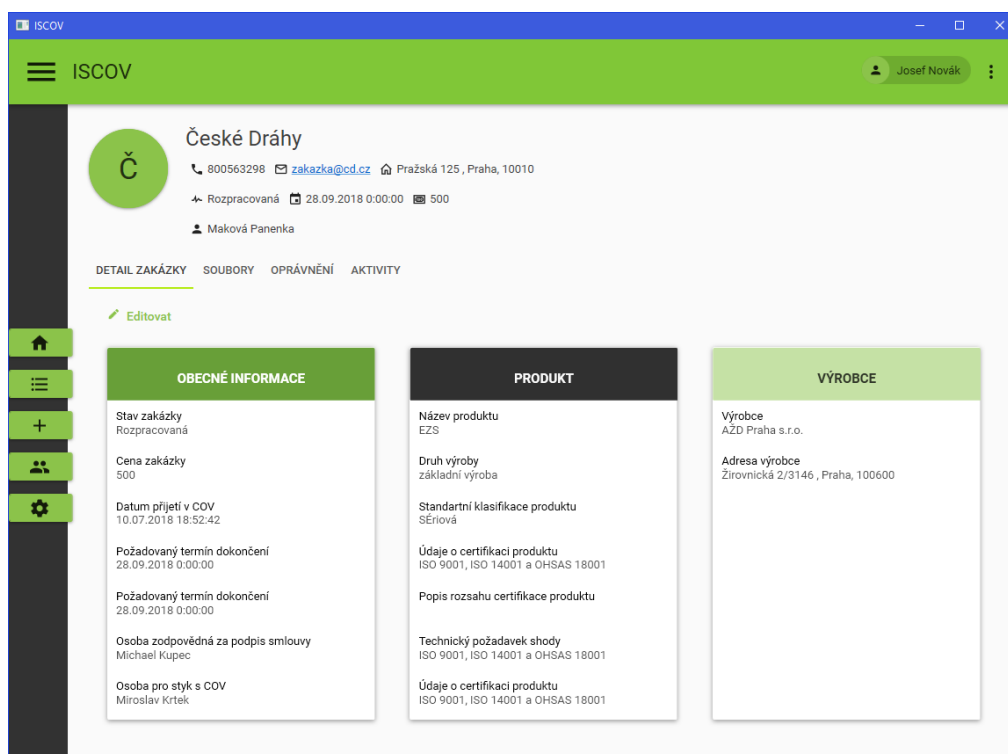 ISCOV
ISCOV
Josef Novák
Č
České Dráhy
800563298 zakazka@cd.cz Pražská 125 , Praha, 10010
Rozpracovaná 28.09.2018 0:00:00 500
Maková Panenka
DETAIL ZAKÁZKY SOUBORY OPRÁVNĚNÍ AKTIVITY
Editovat
OBECNÉ INFORMACE
Stav zakázky
Rozpracovaná
Cena zakázky
500
Datum přijetí v COV
10.07.2018 18:52:42
Požadovaný termín dokončení
28.09.2018 0:00:00
Požadovaný termín dokončení
28.09.2018 0:00:00
Osoba zodpovědná za podpis smlouvy
Michael Kupec
Osoba pro styk s COV
Miroslav Krtek
PRODUKT
Název produktu
EZS
Druh výroby
základní výroba
Standartní klasifikace produktu
SÉriová
Údaje o certifikaci produktu
ISO 9001, ISO 14001 a OHSAS 18001
Popis rozsahu certifikace produktu
Technický požadavek shody
ISO 9001, ISO 14001 a OHSAS 18001
Údaje o certifikaci produktu
ISO 9001, ISO 14001 a OHSAS 18001
VÝROBCE
Výrobce
AŽD Praha s.r.o.
Adresa výrobce
Žirovnická 2/3146 , Praha, 100600